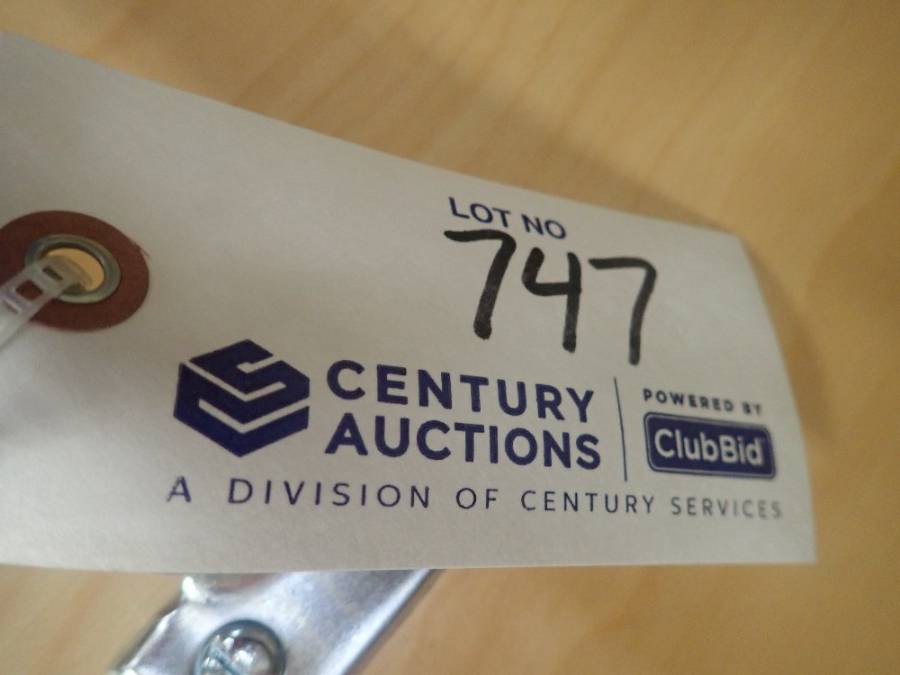 LOT NO
747
CENTURY
AUCTIONS
POWERED BY
ClubBid
A DIVISION OF CENTURY SERVICES